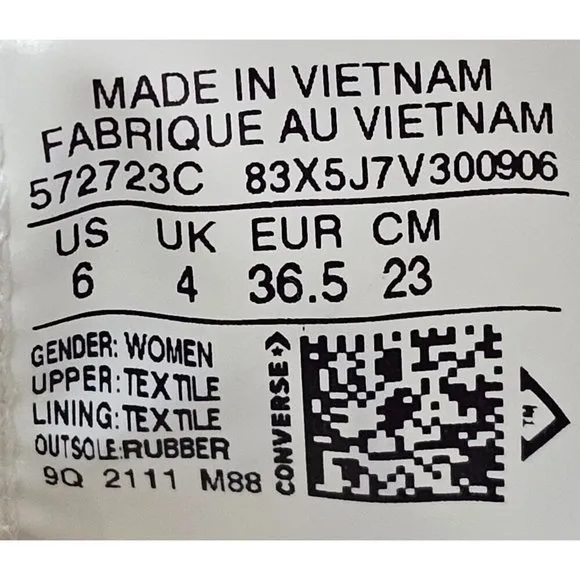 MADE IN VIETNAM
FABRIQUE AU VIETNAM
572723C 83X5J7V300906
US UK EUR CM
6 4 36.5 23
GENDER: WOMEN
UPPER: TEXTILE
LINING: TEXTILE
OUTSOLE:RUBBER
9Q 2111 M88
CONVERSE
TM